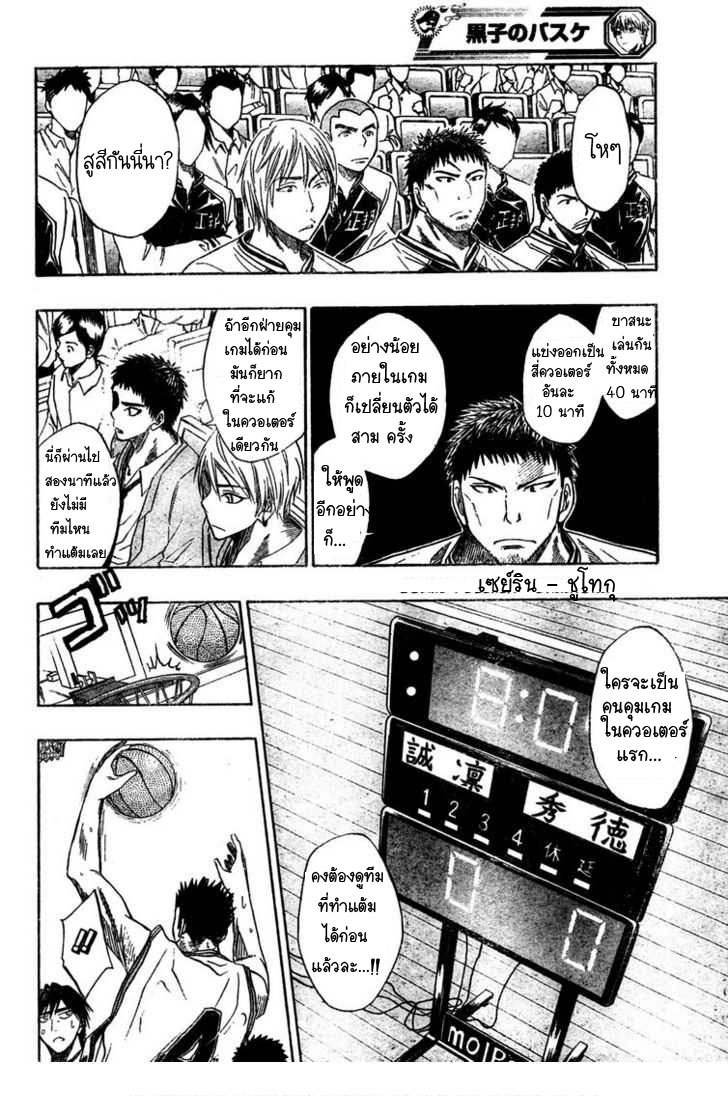 黒子のバスケ
โหๆ
สูสีกันนี่นา?
บาสนะ
เล่นกัน
ทั้งหมด
40 นาที
แบ่งออกเป็น
สี่ควอเตอร์
อันละ
10 นาที
อย่างน้อย
ภายในเกม
ก็เปลี่ยนตัวได้
สาม ครั้ง
ให้พูด
อีกอย่าง
ก็...
ถ้าอีกฝ่ายคุม
เกมได้ก่อน
มันก็ยาก
ที่จะแก้
ในควอเตอร์
เดียวกัน
นี่ก็ผ่านไป
สองนาทีแล้ว
ยังไม่มี
ทีมไหน
ทำแต้มเลย
เซย์ริน - ชูโทกุ
ใครจะเป็น
คนคุมเกม
ในควอเตอร์
แรก...
8:0
誠凛 秀徳
1 2 3 4 休 延
0 0
ゴッ
คงต้องดูทีม
ที่ทำแต้ม
ได้ก่อน
แล้วละ...!!
!!
4